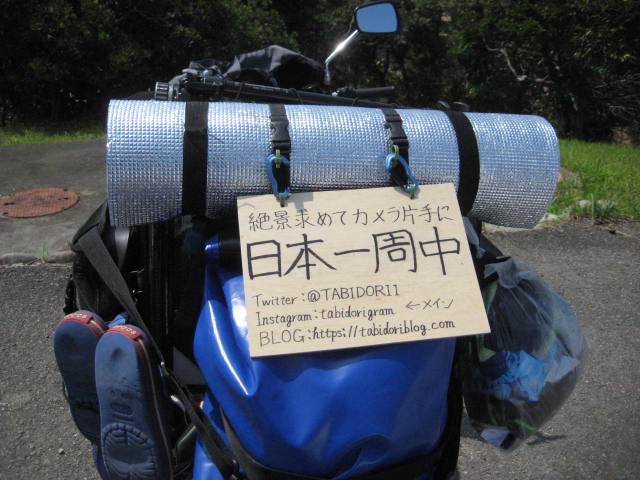 絶景求めてカメラ片手に
日本一周中
Twitter:@TABIDORI1
Instagram:tabidorigram ←メイン
BLOG:https://tabidoriblog.com